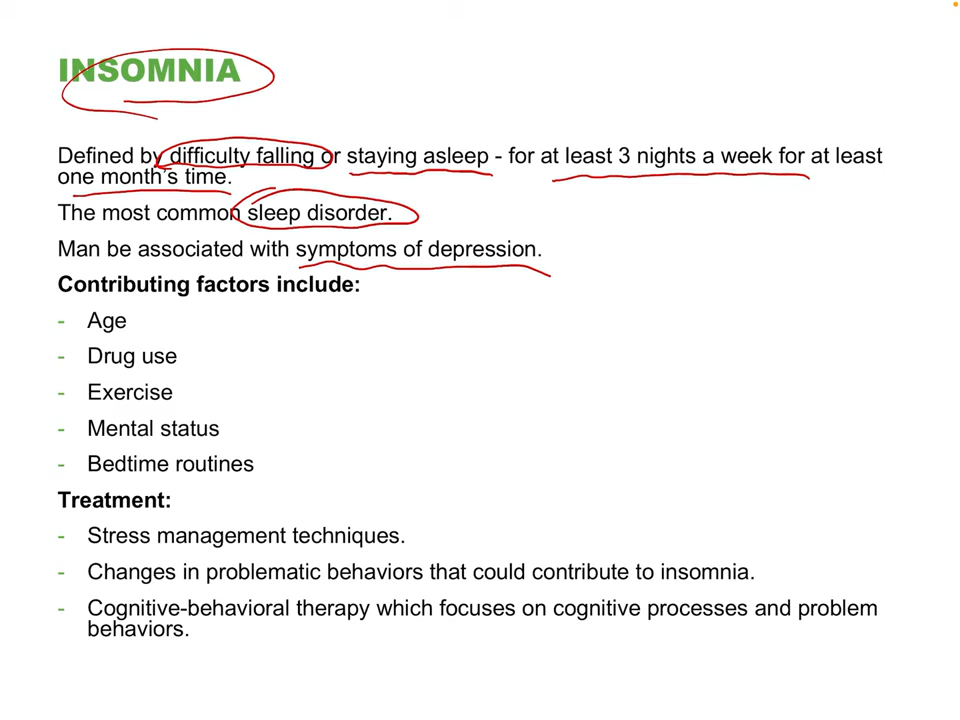 INSOMNIA
Defined by difficulty falling or staying asleep - for at least 3 nights a week for at least
one month's time.
The most common sleep disorder.
Man be associated with symptoms of depression.
Contributing factors include:
- Age
- Drug use
- Exercise
- Mental status
- Bedtime routines
Treatment:
- Stress management techniques.
- Changes in problematic behaviors that could contribute to insomnia.
- Cognitive-behavioral therapy which focuses on cognitive processes and problem
behaviors.